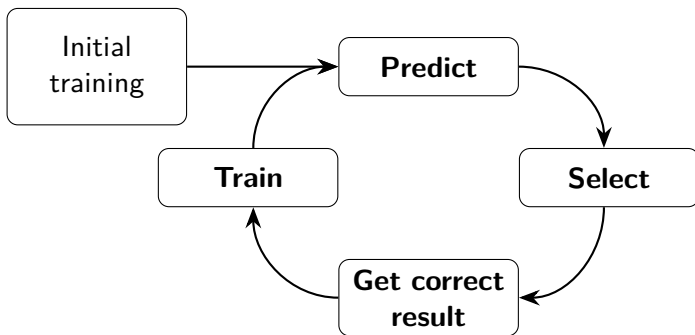 Initial
training
Predict
Train
Select
Get correct
result